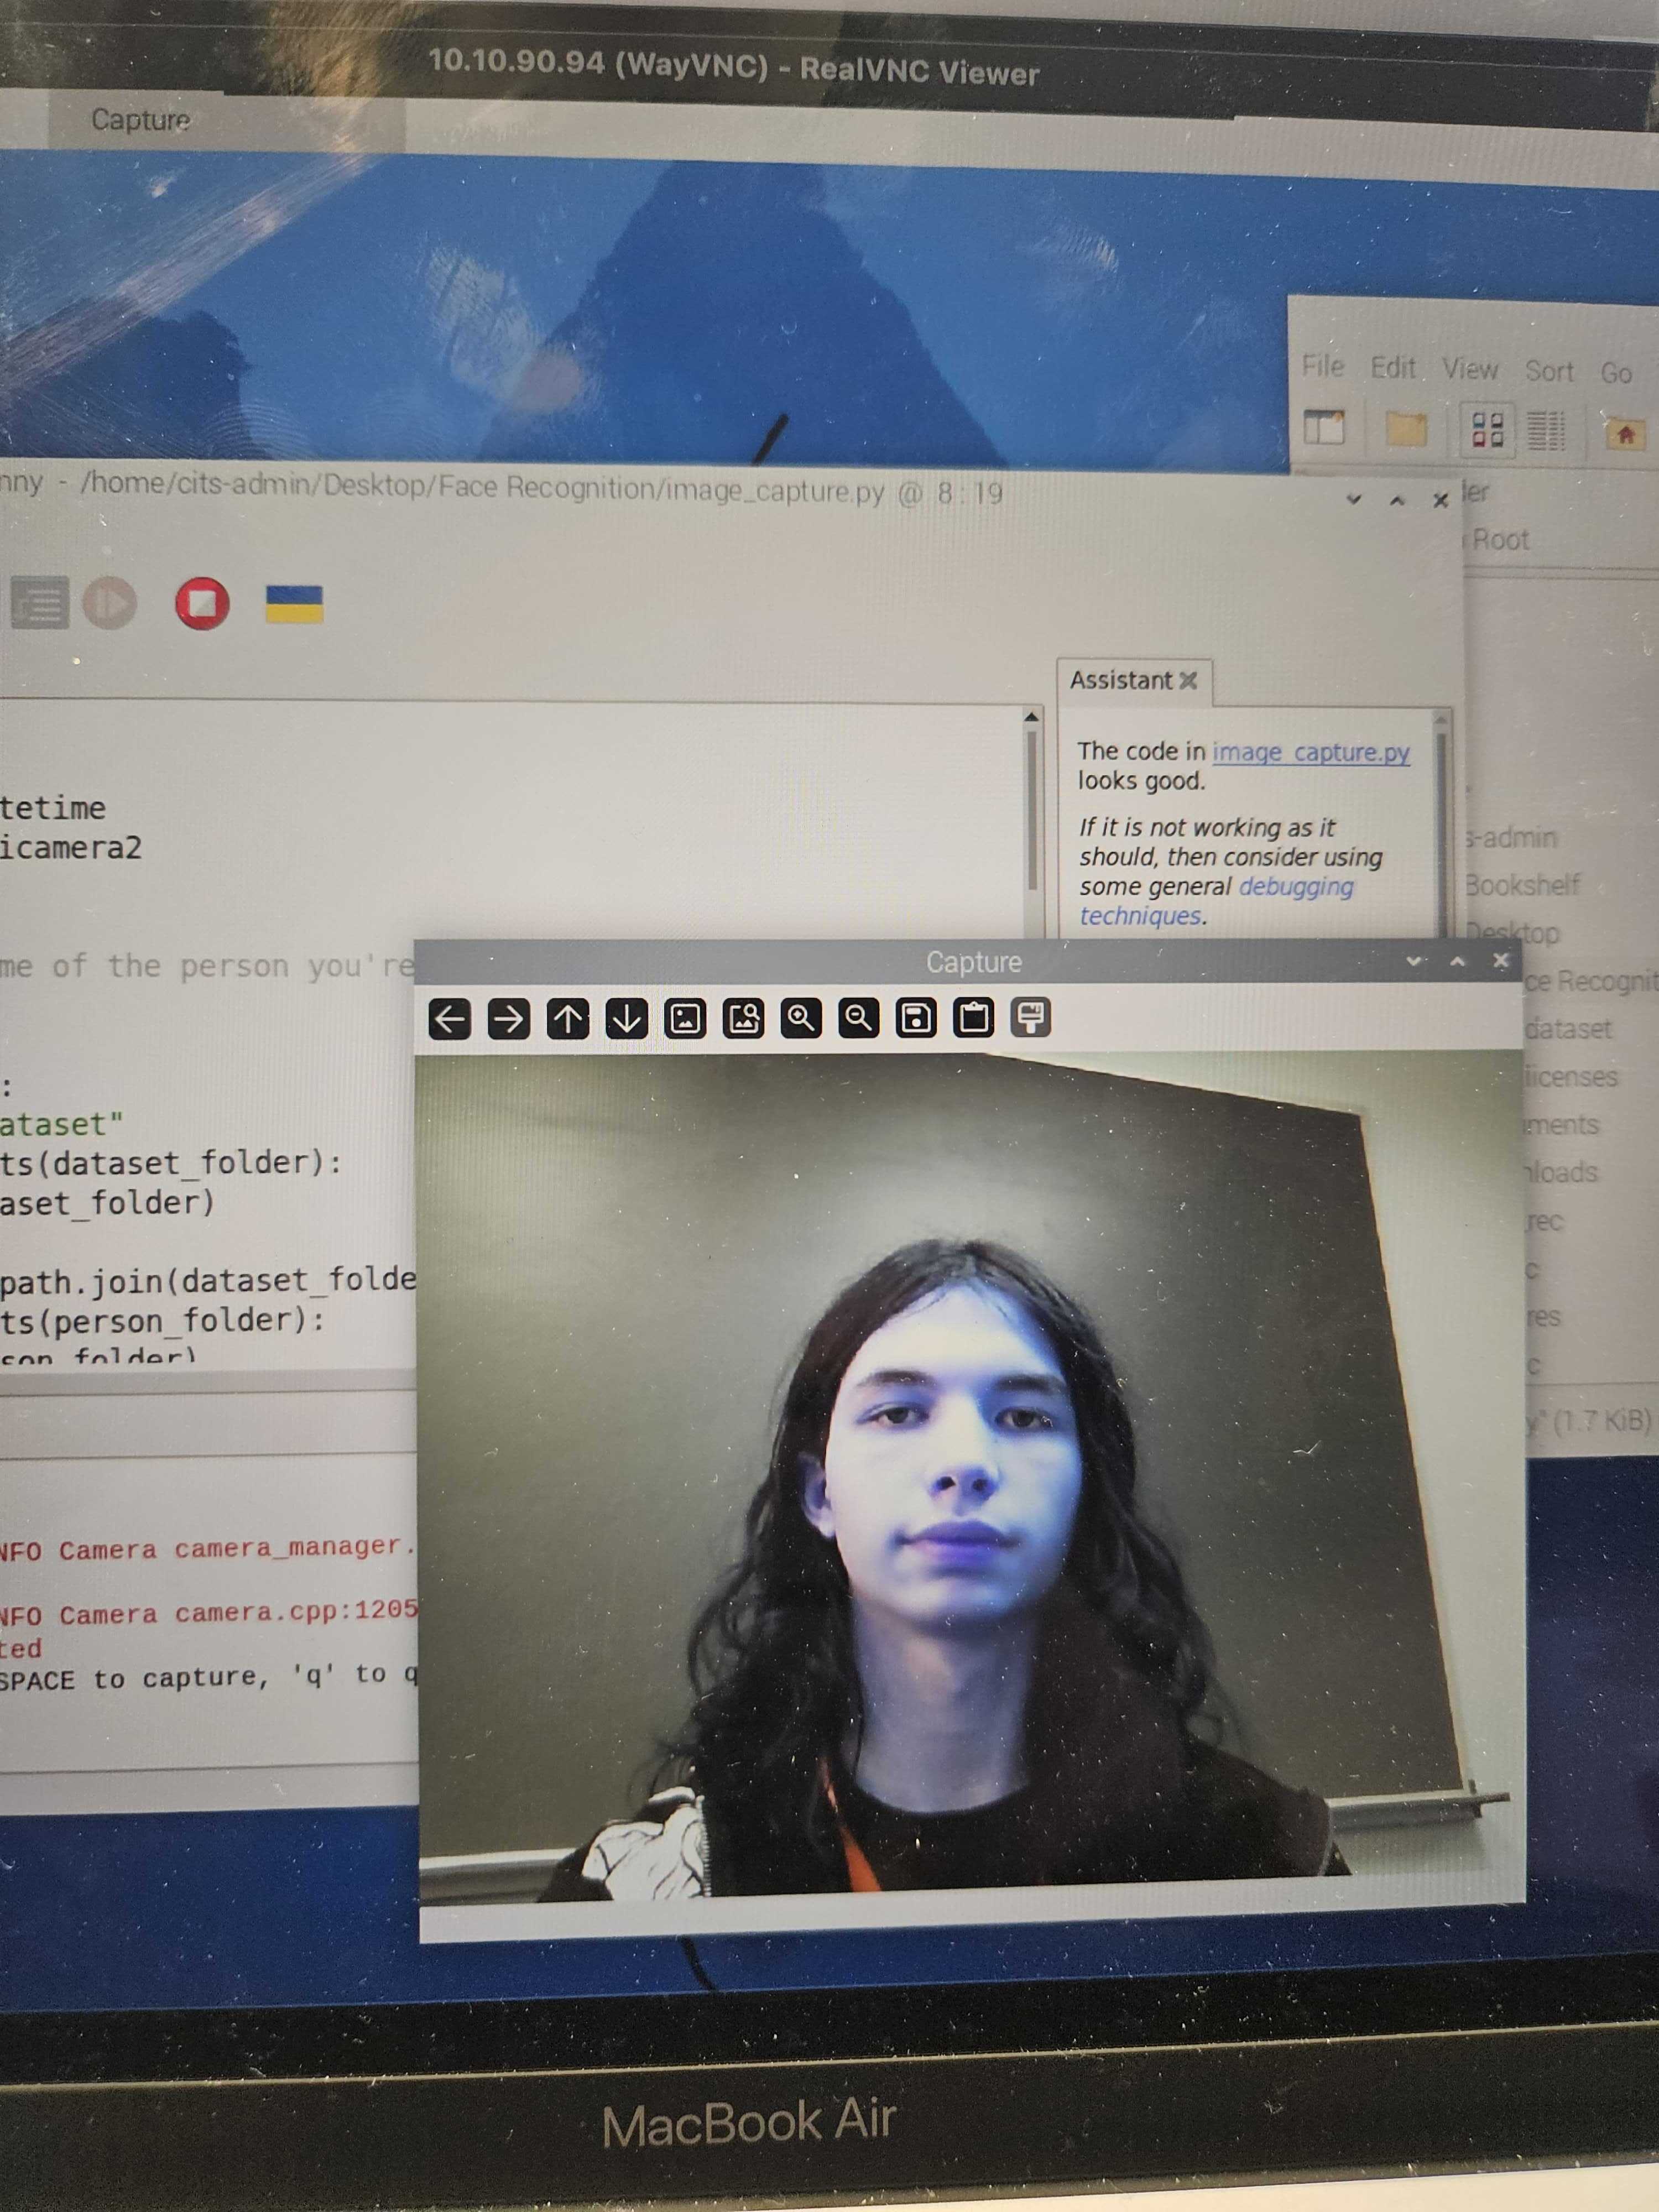 10.10.90.94 (WayVNC) - RealVNC Viewer
Capture
File Edit View Sort Go
nny - /home/cits-admin/Desktop/Face Recognition/image_capture.py @ 8:19
ler
Root
Assistant
The code in image_capture.py
looks good.
If it is not working as it
should, then consider using
some general debugging
techniques.
tetime
icamera2
me of the person you're
:
ataset"
ts(dataset_folder):
aset_folder)
path.join(dataset_folde
ts(person_folder):
son_folder)
s-admin
Bookshelf
Desktop
ce Recognit
dataset
licenses
ments
nloads
rec
c
res
c
y" (1.7 KiB)
Capture
NFO Camera camera_manager.
NFO Camera camera.cpp:1205
ted
SPACE to capture, 'q' to q
MacBook Air